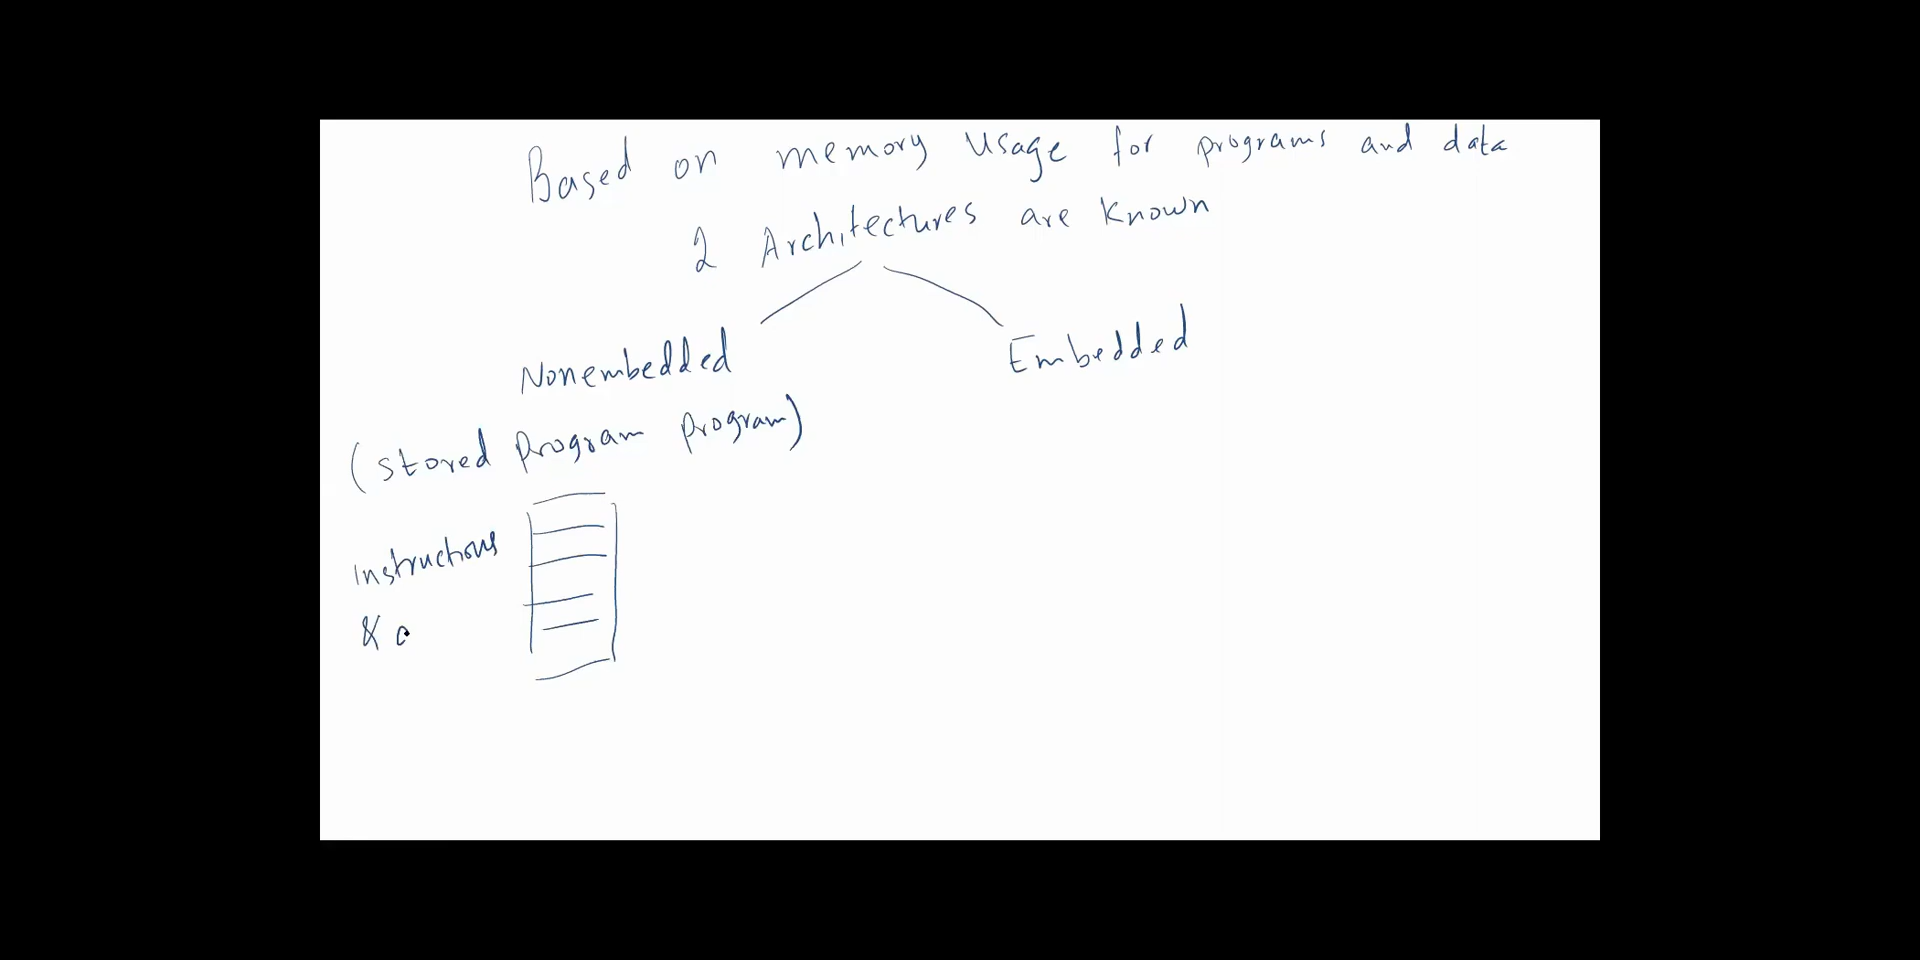 Based on memory usage for programs and data
2 Architectures are known
Nonembedded
Embedded
(stored program program)
Instructions
&